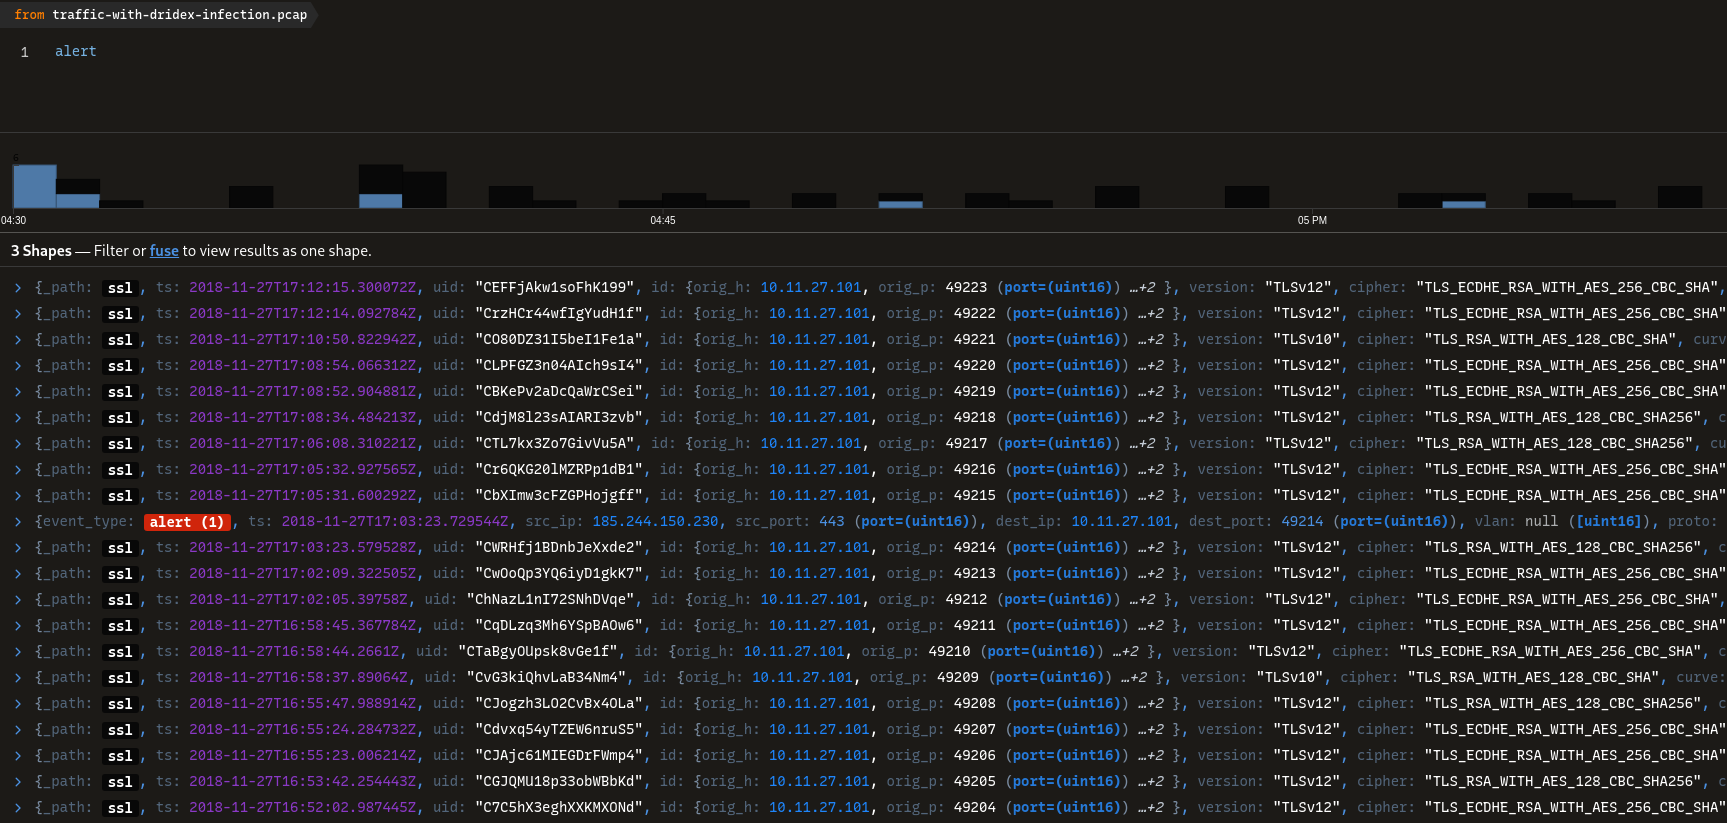 from traffic-with-dridex-infection.pcap
1 alert
6
04:30 04:45 05 PM
3 Shapes — Filter or fuse to view results as one shape.
> {_path: ssl, ts: 2018-11-27T17:12:15.300072Z, uid: "CEFFjAkw1soFhK199", id: {orig_h: 10.11.27.101, orig_p: 49223 (port=(uint16)) …+2 }, version: "TLSv12", cipher: "TLS_ECDHE_RSA_WITH_AES_256_CBC_SHA",
> {_path: ssl, ts: 2018-11-27T17:12:14.092784Z, uid: "CrzHCr44wfIgYudH1f", id: {orig_h: 10.11.27.101, orig_p: 49222 (port=(uint16)) …+2 }, version: "TLSv12", cipher: "TLS_ECDHE_RSA_WITH_AES_256_CBC_SHA"
> {_path: ssl, ts: 2018-11-27T17:10:50.822942Z, uid: "CO80DZ31I5beI1Fe1a", id: {orig_h: 10.11.27.101, orig_p: 49221 (port=(uint16)) …+2 }, version: "TLSv10", cipher: "TLS_RSA_WITH_AES_128_CBC_SHA", curv
> {_path: ssl, ts: 2018-11-27T17:08:54.066312Z, uid: "CLPFGZ3n04AIch9sI4", id: {orig_h: 10.11.27.101, orig_p: 49220 (port=(uint16)) …+2 }, version: "TLSv12", cipher: "TLS_ECDHE_RSA_WITH_AES_256_CBC_SHA"
> {_path: ssl, ts: 2018-11-27T17:08:52.904881Z, uid: "CBKePv2aDcQaWrCSei", id: {orig_h: 10.11.27.101, orig_p: 49219 (port=(uint16)) …+2 }, version: "TLSv12", cipher: "TLS_ECDHE_RSA_WITH_AES_256_CBC_SHA"
> {_path: ssl, ts: 2018-11-27T17:08:34.484213Z, uid: "CdjM8l23sAIARI3zvb", id: {orig_h: 10.11.27.101, orig_p: 49218 (port=(uint16)) …+2 }, version: "TLSv12", cipher: "TLS_RSA_WITH_AES_128_CBC_SHA256", c
> {_path: ssl, ts: 2018-11-27T17:06:08.310221Z, uid: "CTL7kx3Zo7GivVu5A", id: {orig_h: 10.11.27.101, orig_p: 49217 (port=(uint16)) …+2 }, version: "TLSv12", cipher: "TLS_RSA_WITH_AES_128_CBC_SHA256", cu
> {_path: ssl, ts: 2018-11-27T17:05:32.927565Z, uid: "Cr6QKG20lMZRPp1dB1", id: {orig_h: 10.11.27.101, orig_p: 49216 (port=(uint16)) …+2 }, version: "TLSv12", cipher: "TLS_ECDHE_RSA_WITH_AES_256_CBC_SHA"
> {_path: ssl, ts: 2018-11-27T17:05:31.600292Z, uid: "CbXImw3cFZGPHojgff", id: {orig_h: 10.11.27.101, orig_p: 49215 (port=(uint16)) …+2 }, version: "TLSv12", cipher: "TLS_ECDHE_RSA_WITH_AES_256_CBC_SHA"
> {event_type: alert (1), ts: 2018-11-27T17:03:23.729544Z, src_ip: 185.244.150.230, src_port: 443 (port=(uint16)), dest_ip: 10.11.27.101, dest_port: 49214 (port=(uint16)), vlan: null ([uint16]), proto:
> {_path: ssl, ts: 2018-11-27T17:03:23.579528Z, uid: "CWRHfj1BDnbJeXxde2", id: {orig_h: 10.11.27.101, orig_p: 49214 (port=(uint16)) …+2 }, version: "TLSv12", cipher: "TLS_RSA_WITH_AES_128_CBC_SHA256", c
> {_path: ssl, ts: 2018-11-27T17:02:09.322505Z, uid: "CwOoQp3YQ6iyD1gkK7", id: {orig_h: 10.11.27.101, orig_p: 49213 (port=(uint16)) …+2 }, version: "TLSv12", cipher: "TLS_ECDHE_RSA_WITH_AES_256_CBC_SHA"
> {_path: ssl, ts: 2018-11-27T17:02:05.39758Z, uid: "ChNazL1nI72SNhDVqe", id: {orig_h: 10.11.27.101, orig_p: 49212 (port=(uint16)) …+2 }, version: "TLSv12", cipher: "TLS_ECDHE_RSA_WITH_AES_256_CBC_SHA",
> {_path: ssl, ts: 2018-11-27T16:58:45.367784Z, uid: "CqDLzq3Mh6YSpBAOw6", id: {orig_h: 10.11.27.101, orig_p: 49211 (port=(uint16)) …+2 }, version: "TLSv12", cipher: "TLS_ECDHE_RSA_WITH_AES_256_CBC_SHA"
> {_path: ssl, ts: 2018-11-27T16:58:44.2661Z, uid: "CTaBgyOUpsk8vGe1f", id: {orig_h: 10.11.27.101, orig_p: 49210 (port=(uint16)) …+2 }, version: "TLSv12", cipher: "TLS_ECDHE_RSA_WITH_AES_256_CBC_SHA", c
> {_path: ssl, ts: 2018-11-27T16:58:37.89064Z, uid: "CvG3kiQhvLaB34Nm4", id: {orig_h: 10.11.27.101, orig_p: 49209 (port=(uint16)) …+2 }, version: "TLSv10", cipher: "TLS_RSA_WITH_AES_128_CBC_SHA", curve:
> {_path: ssl, ts: 2018-11-27T16:55:47.988914Z, uid: "CJogzh3LO2CvBx4OLa", id: {orig_h: 10.11.27.101, orig_p: 49208 (port=(uint16)) …+2 }, version: "TLSv12", cipher: "TLS_RSA_WITH_AES_128_CBC_SHA256", c
> {_path: ssl, ts: 2018-11-27T16:55:24.284732Z, uid: "Cdvxq54yTZEW6nruS5", id: {orig_h: 10.11.27.101, orig_p: 49207 (port=(uint16)) …+2 }, version: "TLSv12", cipher: "TLS_ECDHE_RSA_WITH_AES_256_CBC_SHA"
> {_path: ssl, ts: 2018-11-27T16:55:23.006214Z, uid: "CJAjc61MIEGDrFWmp4", id: {orig_h: 10.11.27.101, orig_p: 49206 (port=(uint16)) …+2 }, version: "TLSv12", cipher: "TLS_ECDHE_RSA_WITH_AES_256_CBC_SHA"
> {_path: ssl, ts: 2018-11-27T16:53:42.254443Z, uid: "CGJQMU18p33obWBbKd", id: {orig_h: 10.11.27.101, orig_p: 49205 (port=(uint16)) …+2 }, version: "TLSv12", cipher: "TLS_RSA_WITH_AES_128_CBC_SHA256", c
> {_path: ssl, ts: 2018-11-27T16:52:02.987445Z, uid: "C7C5hX3eghXXKMXONd", id: {orig_h: 10.11.27.101, orig_p: 49204 (port=(uint16)) …+2 }, version: "TLSv12", cipher: "TLS_ECDHE_RSA_WITH_AES_256_CBC_SHA"